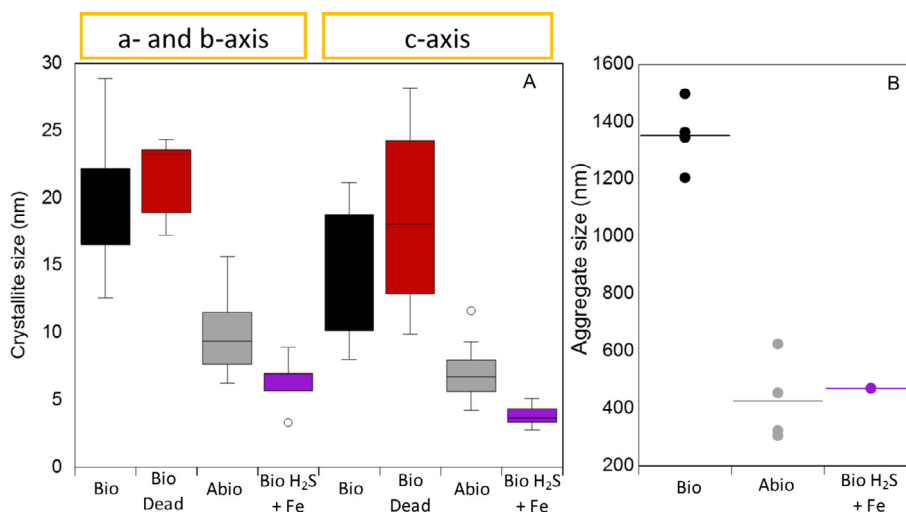 a- and b-axis
c-axis
A
Crystallite size (nm)
30
25
20
15
10
5
0
Bio
Bio
Dead
Abio
Bio H₂S
+ Fe
Bio
Bio
Dead
Abio
Bio H₂S
+ Fe
B
Aggregate size (nm)
1600
1400
1200
1000
800
600
400
200
Bio
Abio
Bio H₂S
+ Fe